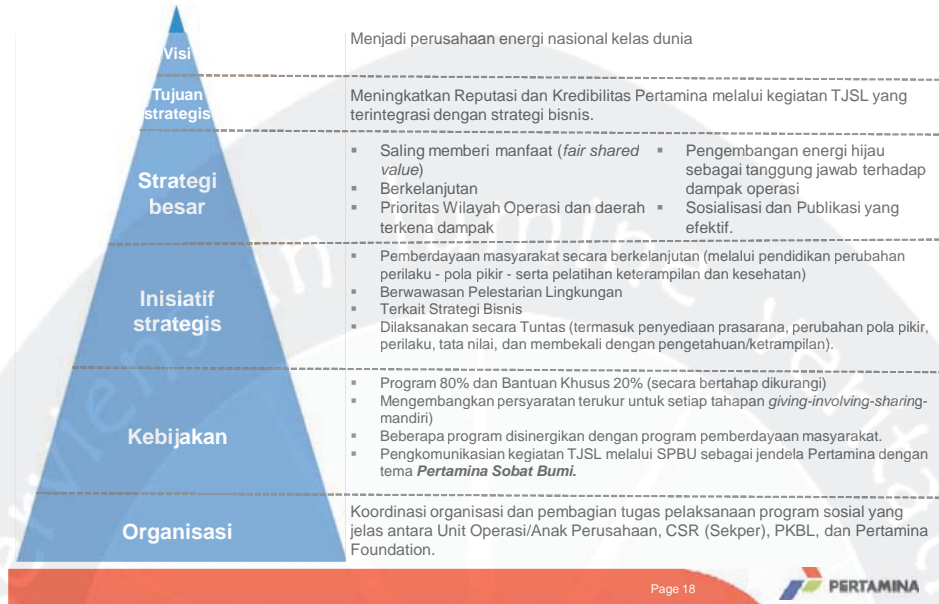 Visi
Menjadi perusahaan energi nasional kelas dunia
Tujuan
strategis
Meningkatkan Reputasi dan Kredibilitas Pertamina melalui kegiatan TJSL yang
terintegrasi dengan strategi bisnis.
Strategi
besar
▪ Saling memberi manfaat (fair shared
value)
▪ Berkelanjutan
▪ Prioritas Wilayah Operasi dan daerah
terkena dampak
▪ Pengembangan energi hijau
sebagai tanggung jawab terhadap
dampak operasi
▪ Sosialisasi dan Publikasi yang
efektif.
Inisiatif
strategis
▪ Pemberdayaan masyarakat secara berkelanjutan (melalui pendidikan perubahan
perilaku - pola pikir - serta pelatihan keterampilan dan kesehatan)
▪ Berwawasan Pelestarian Lingkungan
▪ Terkait Strategi Bisnis
▪ Dilaksanakan secara Tuntas (termasuk penyediaan prasarana, perubahan pola pikir,
perilaku, tata nilai, dan membekali dengan pengetahuan/ketrampilan).
Kebijakan
▪ Program 80% dan Bantuan Khusus 20% (secara bertahap dikurangi)
▪ Mengembangkan persyaratan terukur untuk setiap tahapan giving-involving-sharing-
mandiri)
▪ Beberapa program disinergikan dengan program pemberdayaan masyarakat.
▪ Pengkomunikasian kegiatan TJSL melalui SPBU sebagai jendela Pertamina dengan
tema Pertamina Sobat Bumi.
Organisasi
Koordinasi organisasi dan pembagian tugas pelaksanaan program sosial yang
jelas antara Unit Operasi/Anak Perusahaan, CSR (Sekper), PKBL, dan Pertamina
Foundation.
Page 18
PERTAMINA